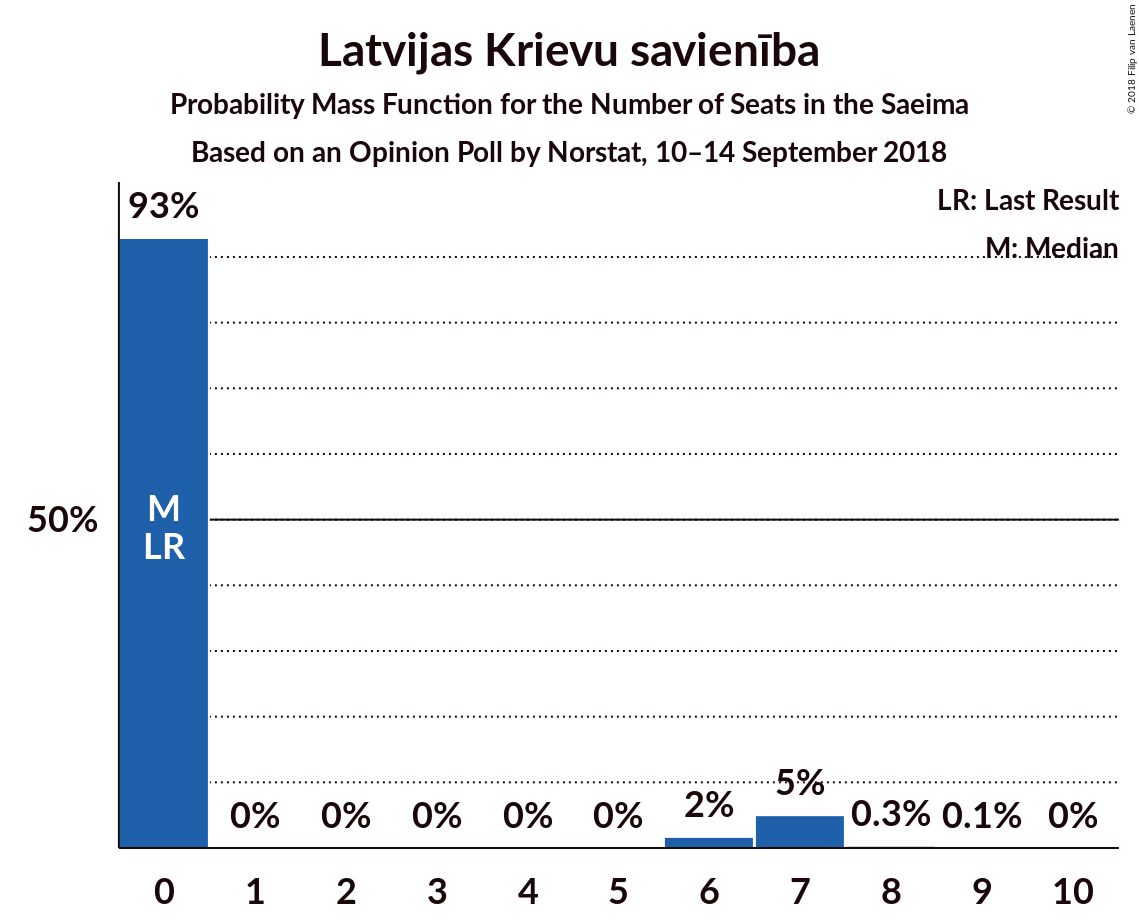 Latvijas Krievu savienība
Probability Mass Function for the Number of Seats in the Saeima
Based on an Opinion Poll by Norstat, 10–14 September 2018
© 2018 Filip van Laenen
LR: Last Result
M: Median
93%
50%
M
LR
0% 0% 0% 0% 0% 2% 5% 0.3% 0.1% 0%
0 1 2 3 4 5 6 7 8 9 10